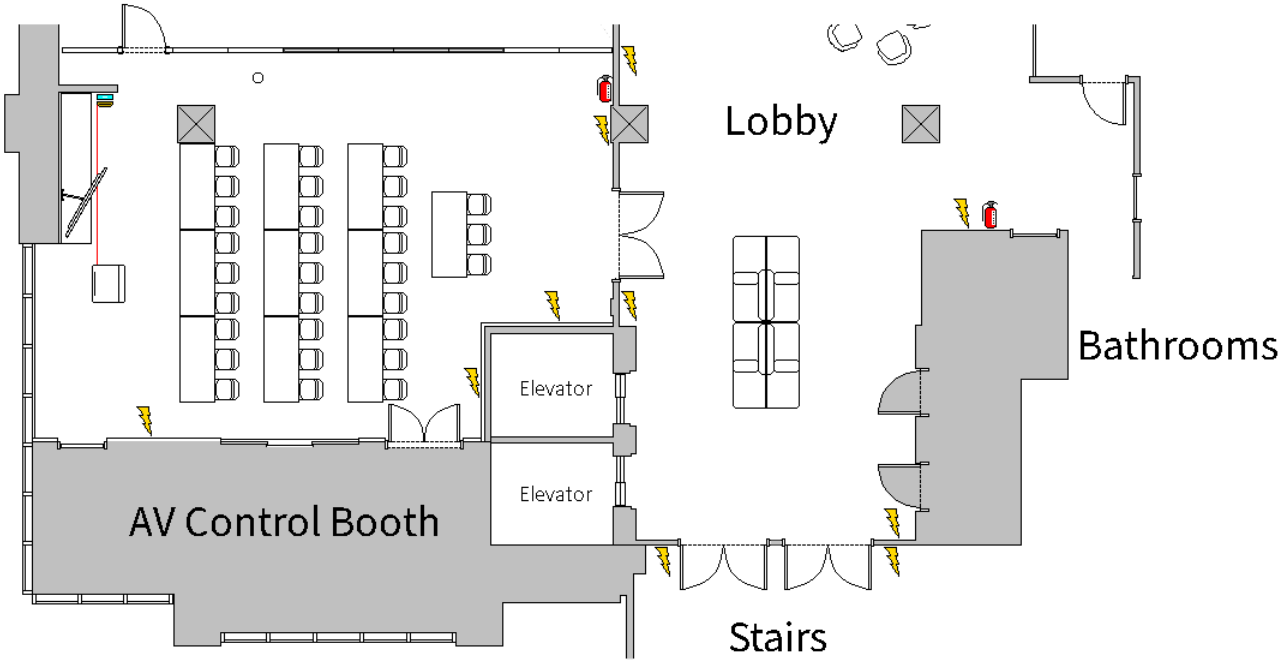 Lobby
Bathrooms
Elevator
Elevator
AV Control Booth
Stairs